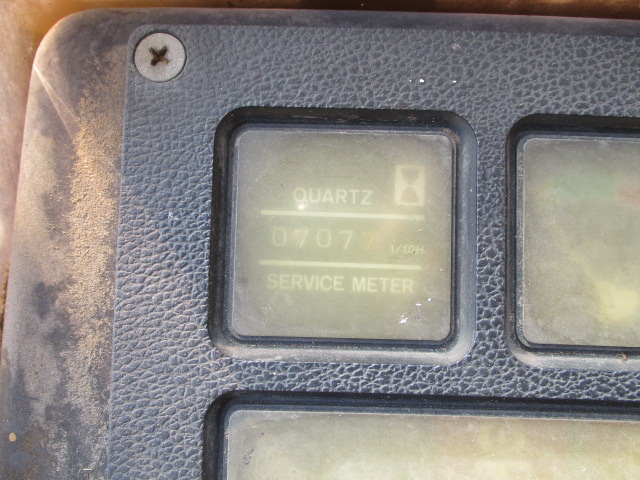 QUARTZ
0707
1/10H
SERVICE METER